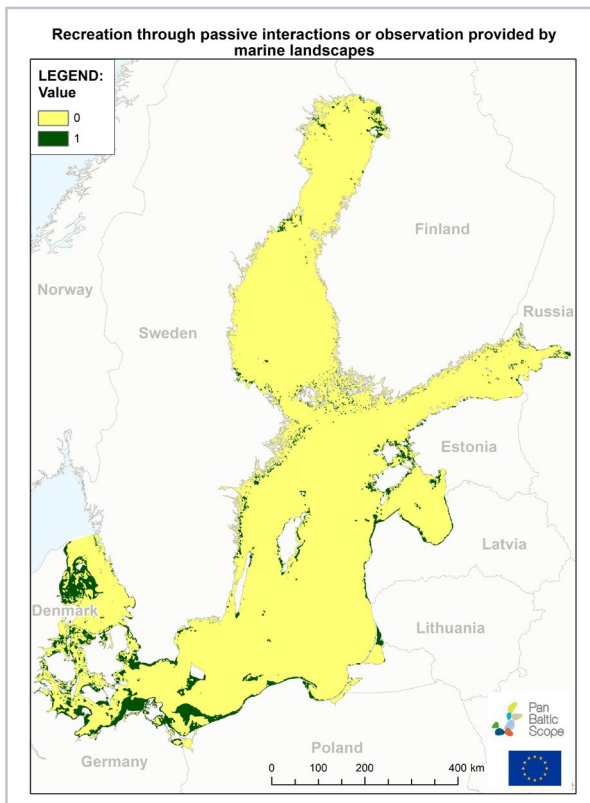 Recreation through passive interactions or observation provided by
marine landscapes
LEGEND:
Value
0
1
Finland
Norway
Russia
Sweden
Estonia
Latvia
Denmark
Lithuania
Pan
Baltic
Scope
Poland
Germany
0 100 200 400 km